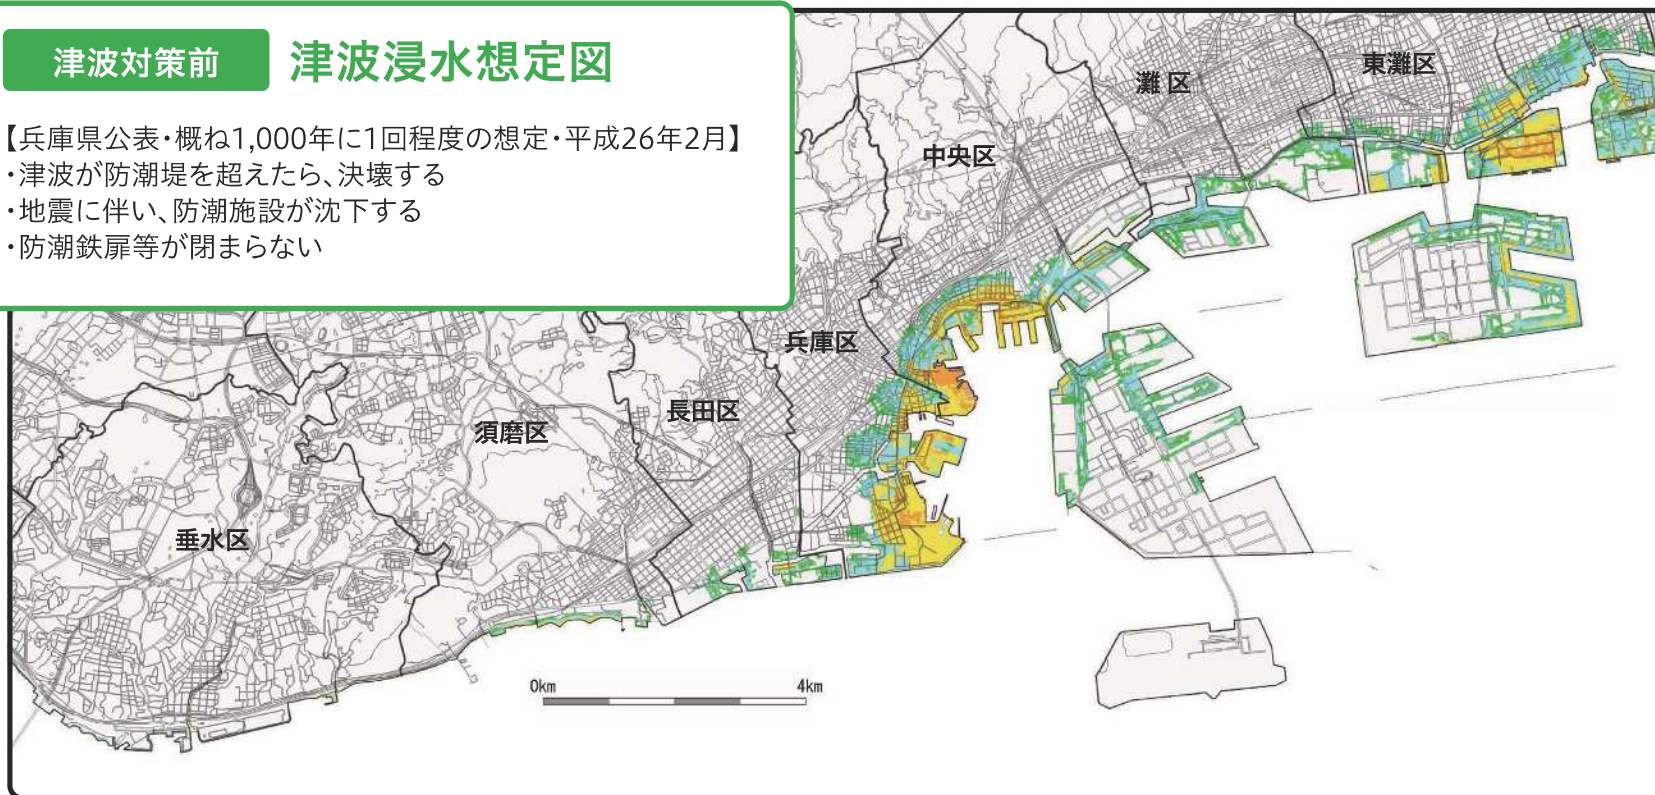 津波対策前 津波浸水想定図
【兵庫県公表・概ね1,000年に1回程度の想定・平成26年2月】
・津波が防潮堤を超えたら、決壊する
・地震に伴い、防潮施設が沈下する
・防潮鉄扉等が閉まらない
東灘区
灘 区
中央区
兵庫区
長田区
須磨区
垂水区
0km 4km